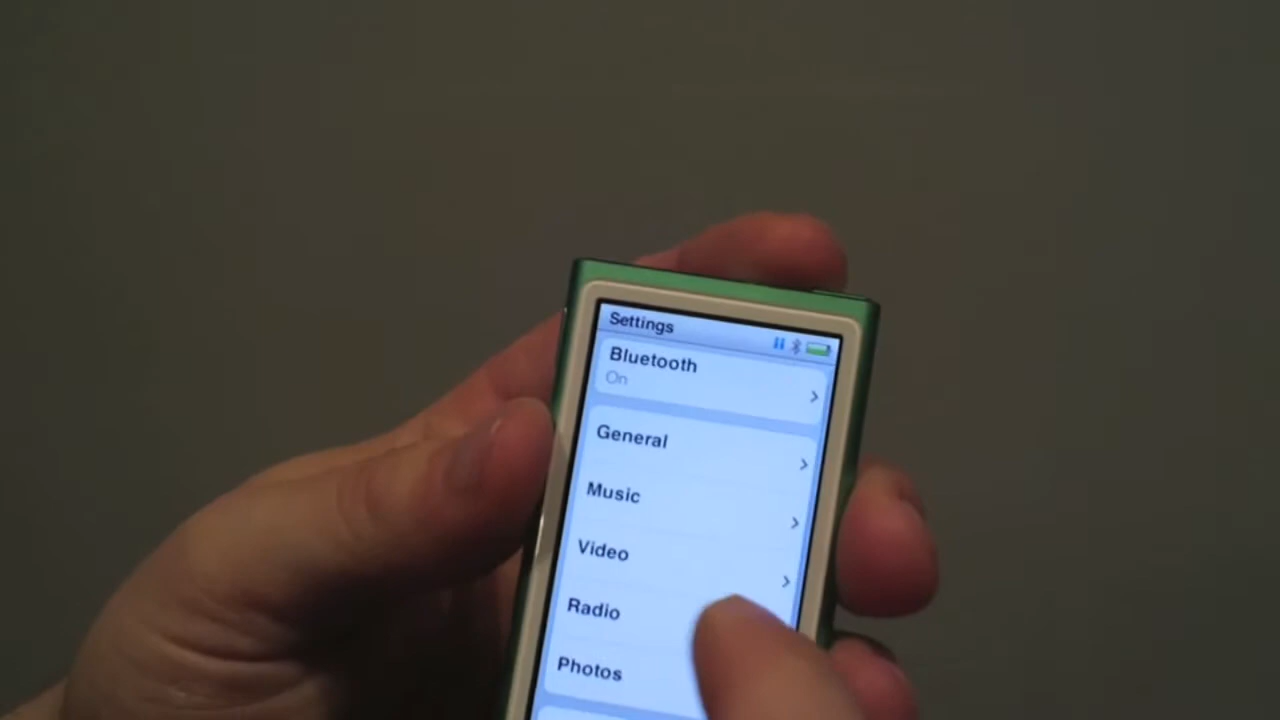 Settings
Bluetooth
On
General
Music
Video
Radio
Photos